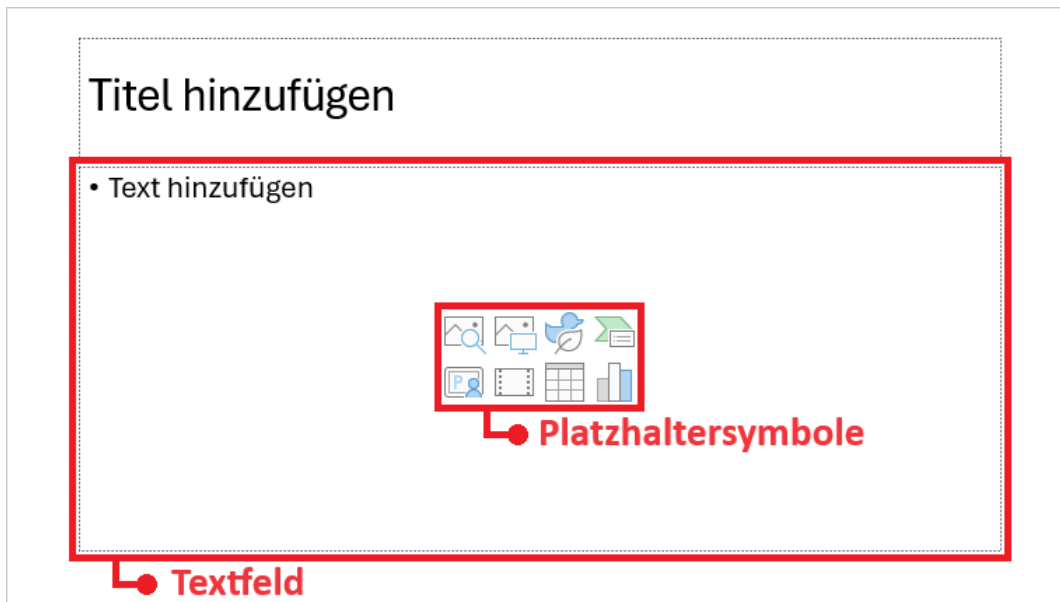 Titel hinzufügen
• Text hinzufügen
P
Platzhaltersymbole
Textfeld